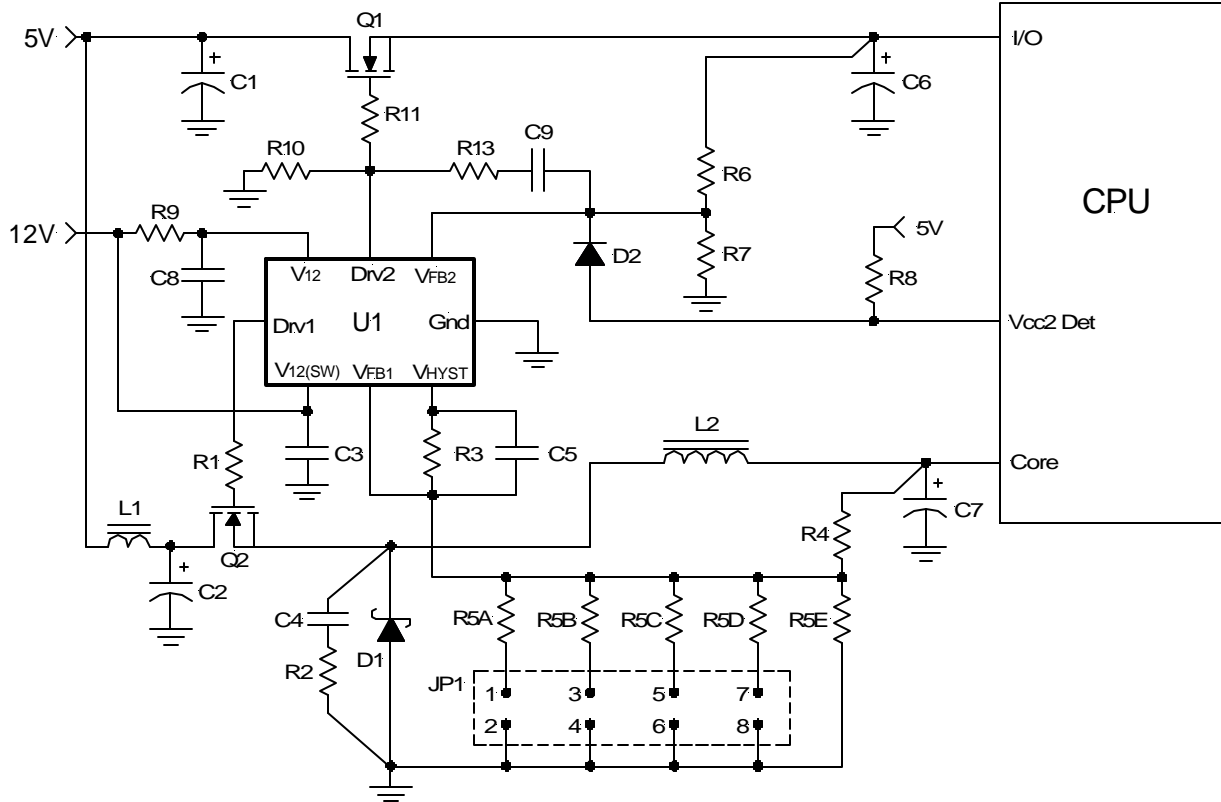 Q1
5V
I/O
+
C1
+
C6
R11
C9
R10
R13
R6
CPU
R9
5V
12V
D2
R7
R8
C8
V12
Drv2
VFB2
Drv1
U1
Gnd
Vcc2 Det
V12(SW)
VFB1
VHYST
L2
R1
C3
R3
C5
Core
+
C7
L1
Q2
R4
+
C2
C4
R5A
R5B
R5C
R5D
R5E
D1
R2
JP1
1
3
5
7
2
4
6
8